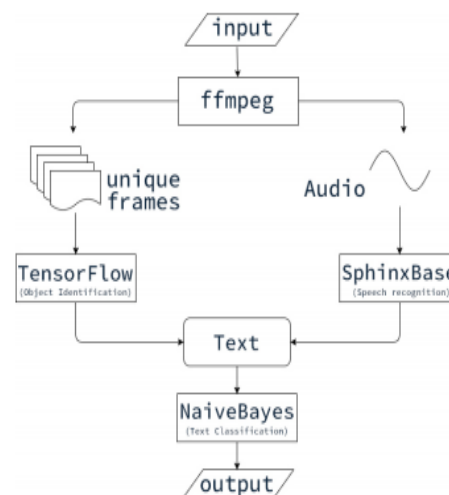 input
ffmpeg
unique
frames
Audio
TensorFlow
(Object Identification)
SphinxBase
(Speech recognition)
Text
NaiveBayes
(Text Classification)
output